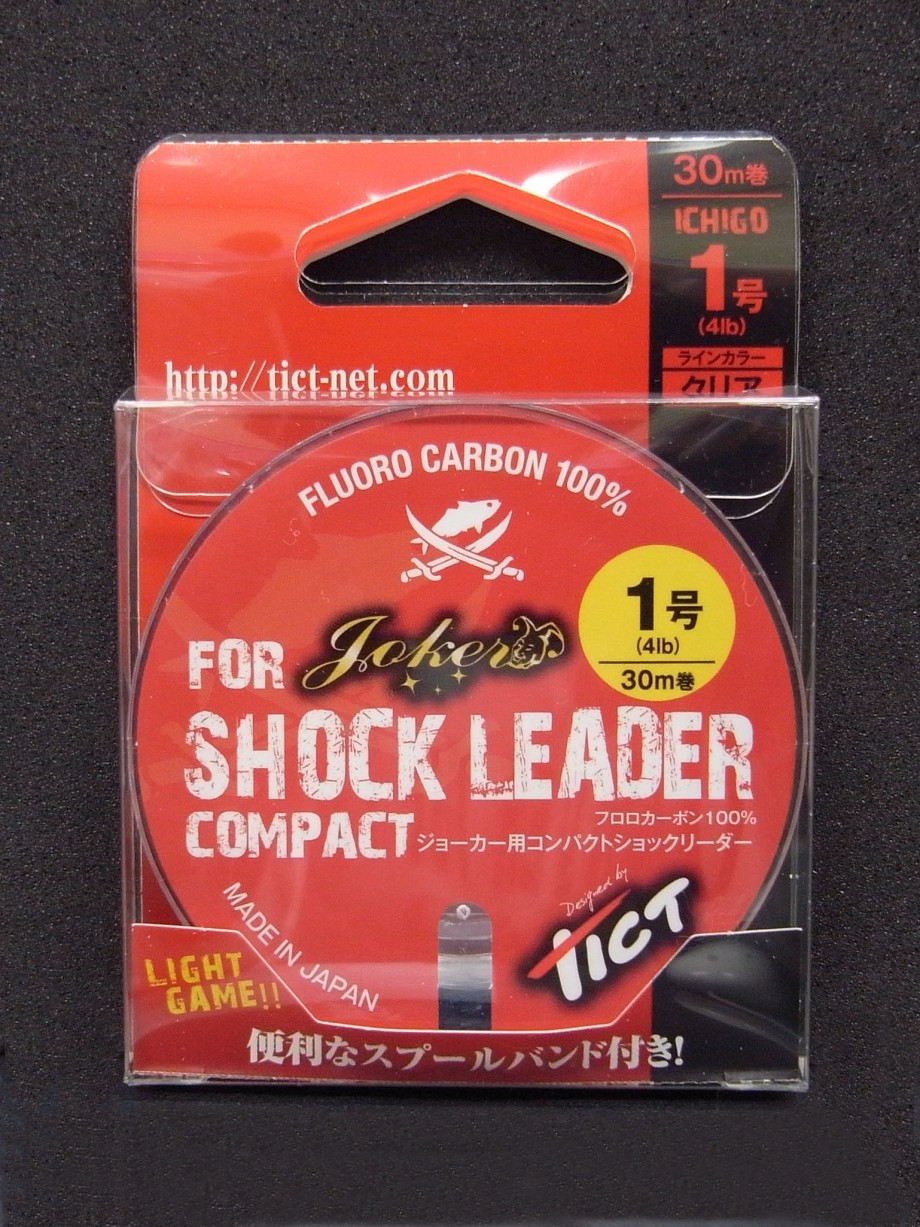 30m巻
ICHIGO
1号
(4lb)
ラインカラー
クリア
http://tict-net.com
FLUORO CARBON 100%
1号
(4lb)
30m巻
FOR Joker
SHOCK LEADER
COMPACT
フロロカーボン100%
ジョーカー用コンパクトショックリーダー
Designed by
TICT
MADE IN JAPAN
LIGHT
GAME!!
便利なスプールバンド付き!